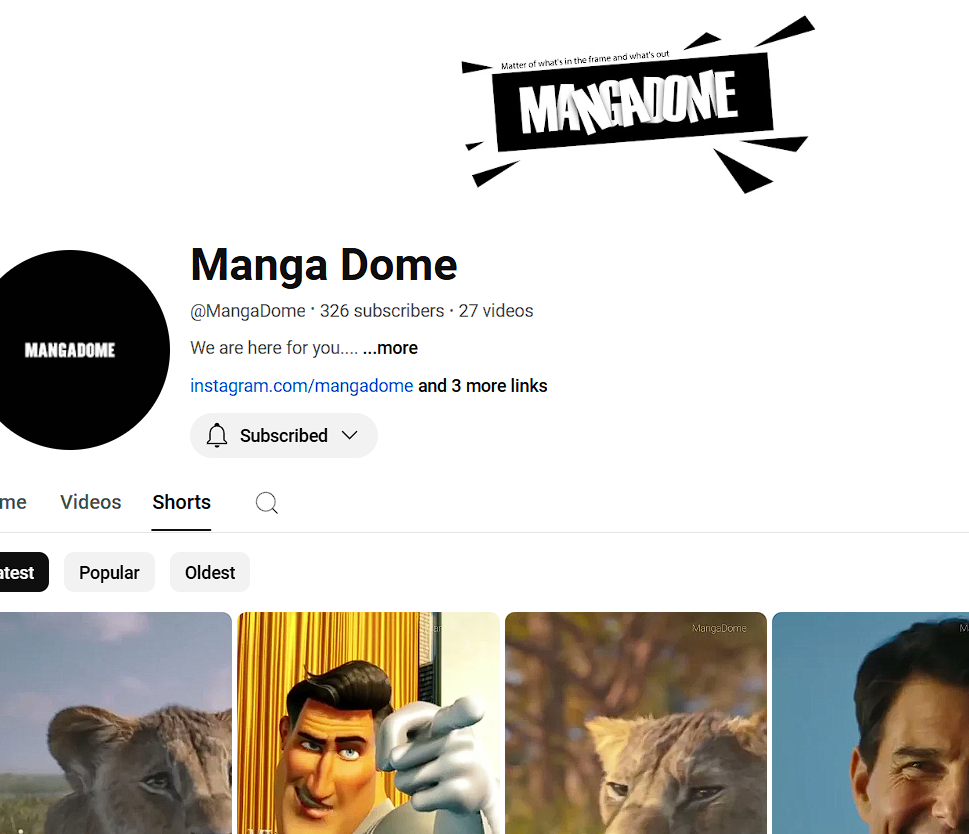 Matter of what's in the frame and what's out
MANGADOME
MANGADOME
Manga Dome
@MangaDome · 326 subscribers · 27 videos
We are here for you.... ...more
instagram.com/mangadome and 3 more links
Subscribed
me Videos Shorts
atest Popular Oldest
MangaDome